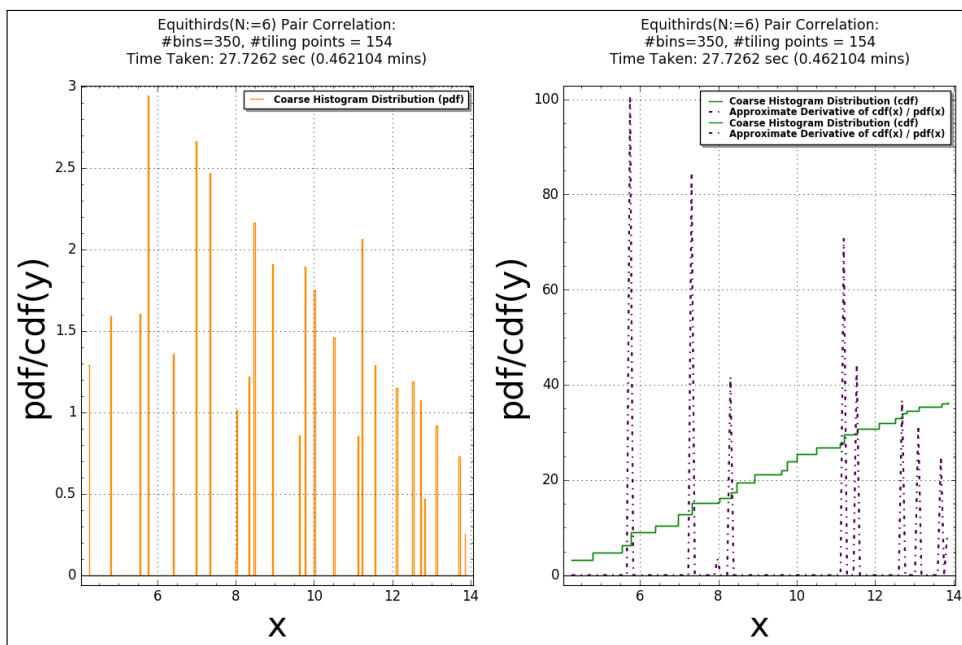 Equithirds(N:=6) Pair Correlation:
#bins=350, #tiling points = 154
Time Taken: 27.7262 sec (0.462104 mins)
Coarse Histogram Distribution (pdf)
3
2.5
2
1.5
1
0.5
0
pdf/cdf(y)
6
8
10
12
14
x
Equithirds(N:=6) Pair Correlation:
#bins=350, #tiling points = 154
Time Taken: 27.7262 sec (0.462104 mins)
Coarse Histogram Distribution (cdf)
Approximate Derivative of cdf(x) / pdf(x)
Coarse Histogram Distribution (cdf)
Approximate Derivative of cdf(x) / pdf(x)
100
80
60
40
20
0
pdf/cdf(y)
6
8
10
12
14
x